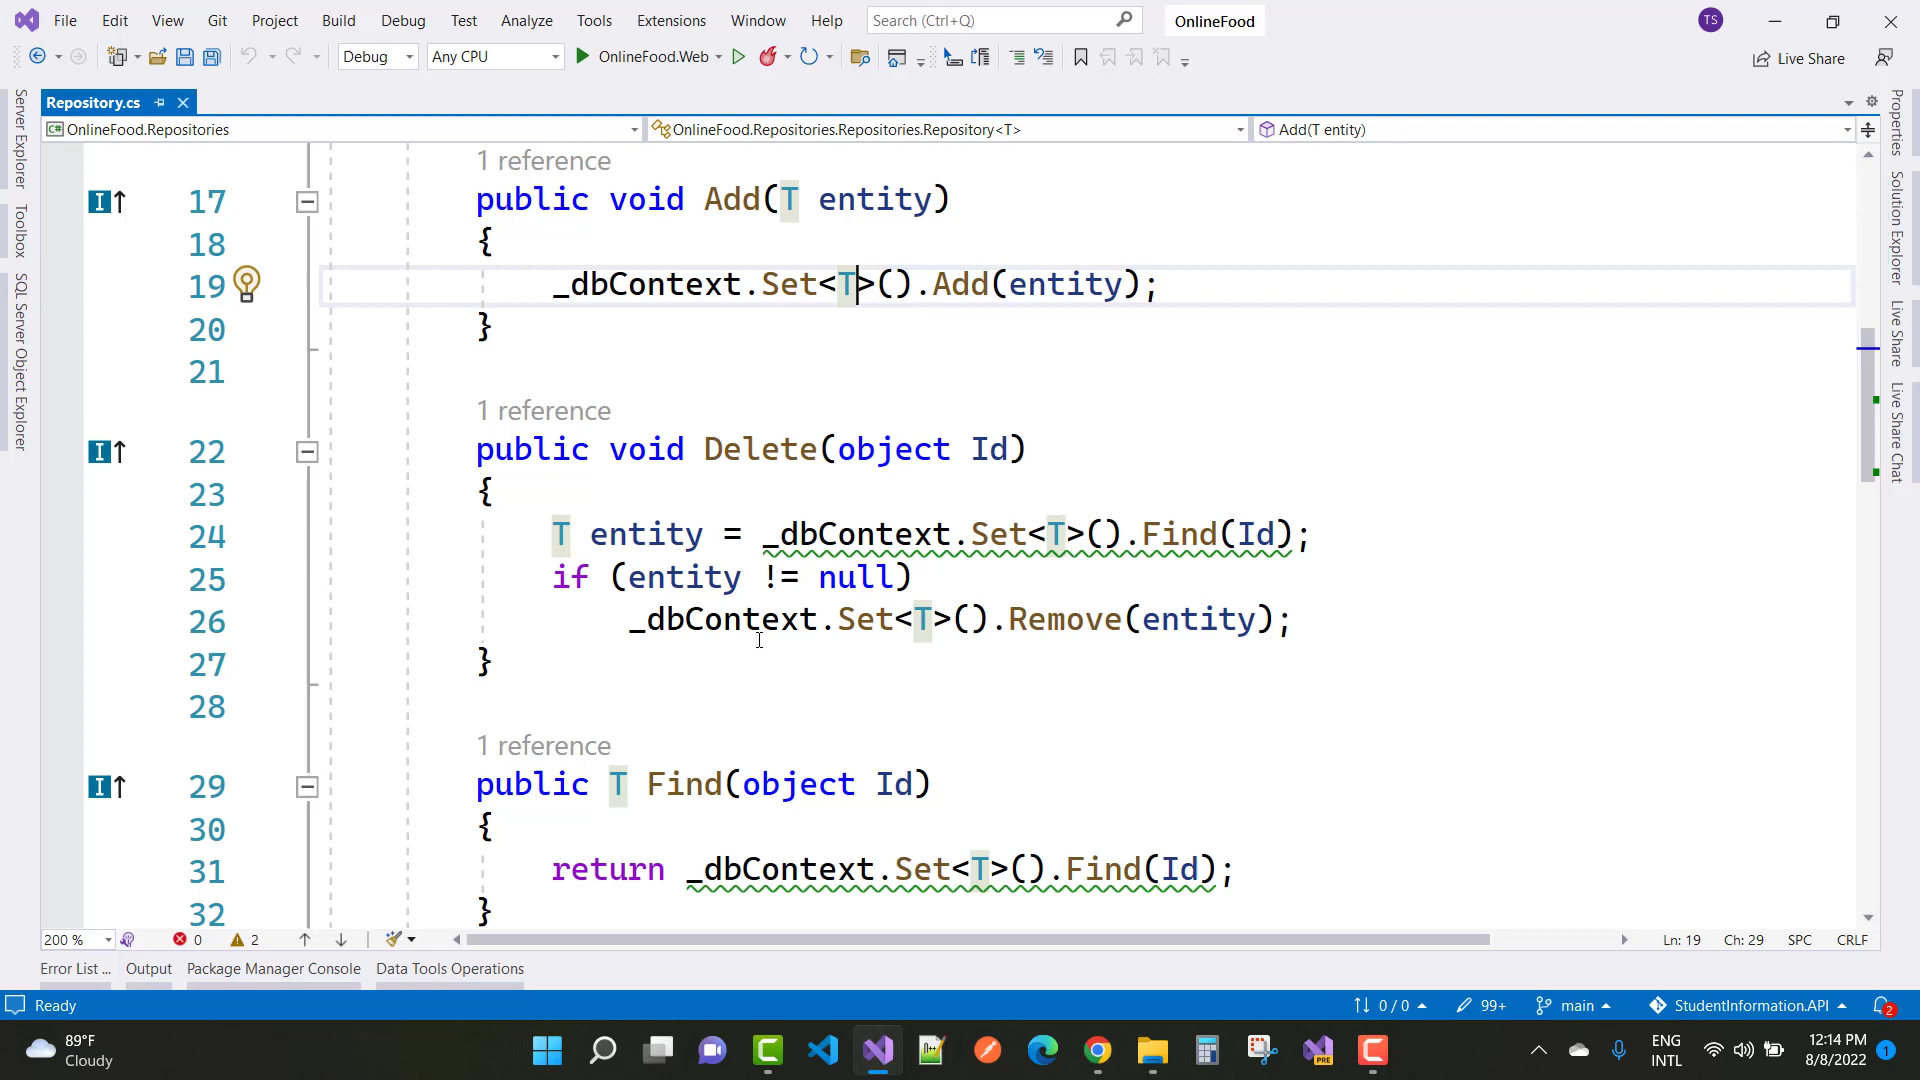 File Edit View Git Project Build Debug Test Analyze Tools Extensions Window Help Search (Ctrl+Q) OnlineFood TS
Debug Any CPU OnlineFood.Web Live Share
Repository.cs
OnlineFood.Repositories OnlineFood.Repositories.Repositories.Repository<T> Add(T entity)
Server Explorer
Toolbox
SQL Server Object Explorer
Properties
Solution Explorer
Live Share
Live Share Chat
1 reference
17 public void Add(T entity)
18 {
19 _dbContext.Set<T>().Add(entity);
20 }
21
1 reference
22 public void Delete(object Id)
23 {
24 T entity = _dbContext.Set<T>().Find(Id);
25 if (entity != null)
26 _dbContext.Set<T>().Remove(entity);
27 }
28
1 reference
29 public T Find(object Id)
30 {
31 return _dbContext.Set<T>().Find(Id);
32 }
200 % 0 2 Ln: 19 Ch: 29 SPC CRLF
Error List ... Output Package Manager Console Data Tools Operations
Ready 0 / 0 99+ main StudentInformation.API 2
89°F
Cloudy
PRE
ENG
INTL
12:14 PM
8/8/2022
1